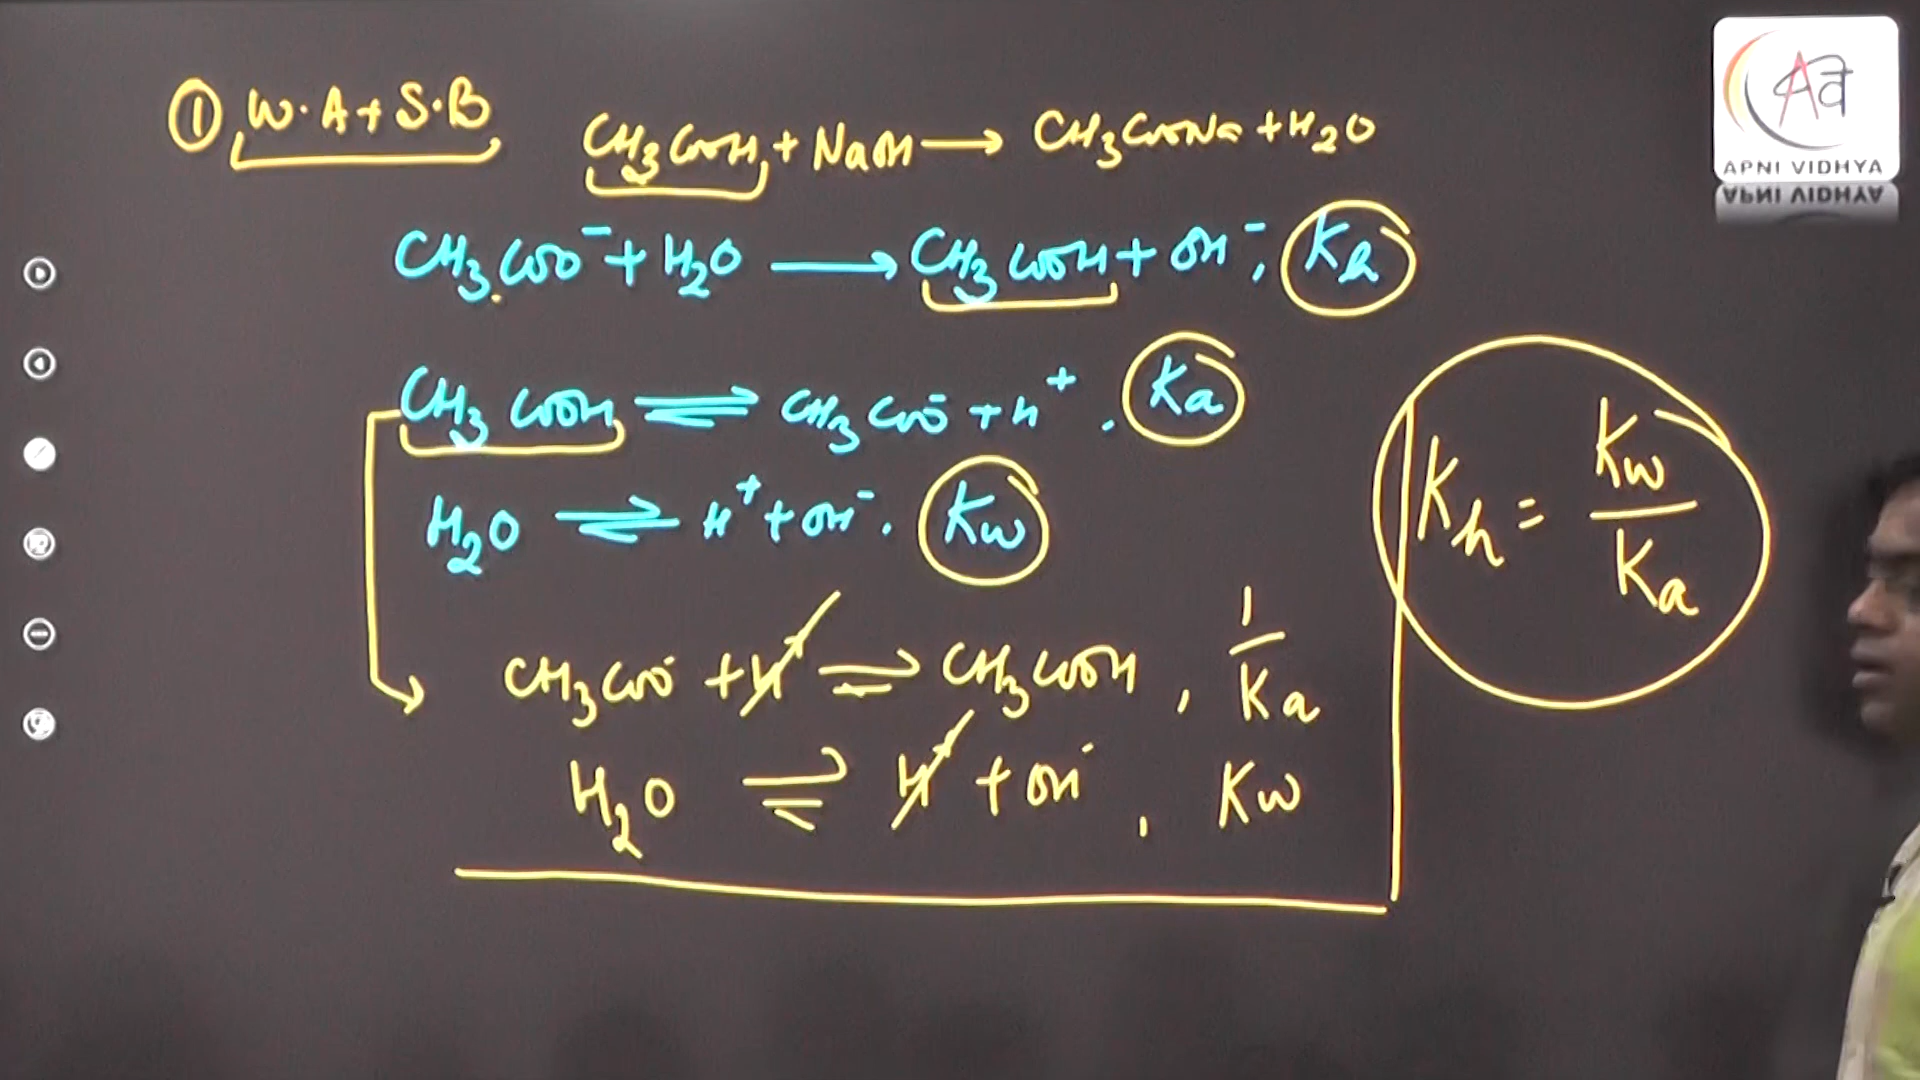 ① W.A + S.B
CH3COOH + NaOH → CH3COONa + H2O
CH3COO⁻ + H2O → CH3COOH + OH⁻, Kh
CH3COOH ⇌ CH3COO⁻ + H⁺. Ka
H2O ⇌ H⁺ + OH⁻. Kw
CH3COO⁻ + H⁺ ⇌ CH3COOH, 1/Ka
H2O ⇌ H⁺ + OH⁻, Kw
Kh = Kw/Ka
Aवि
APNI VIDHYA